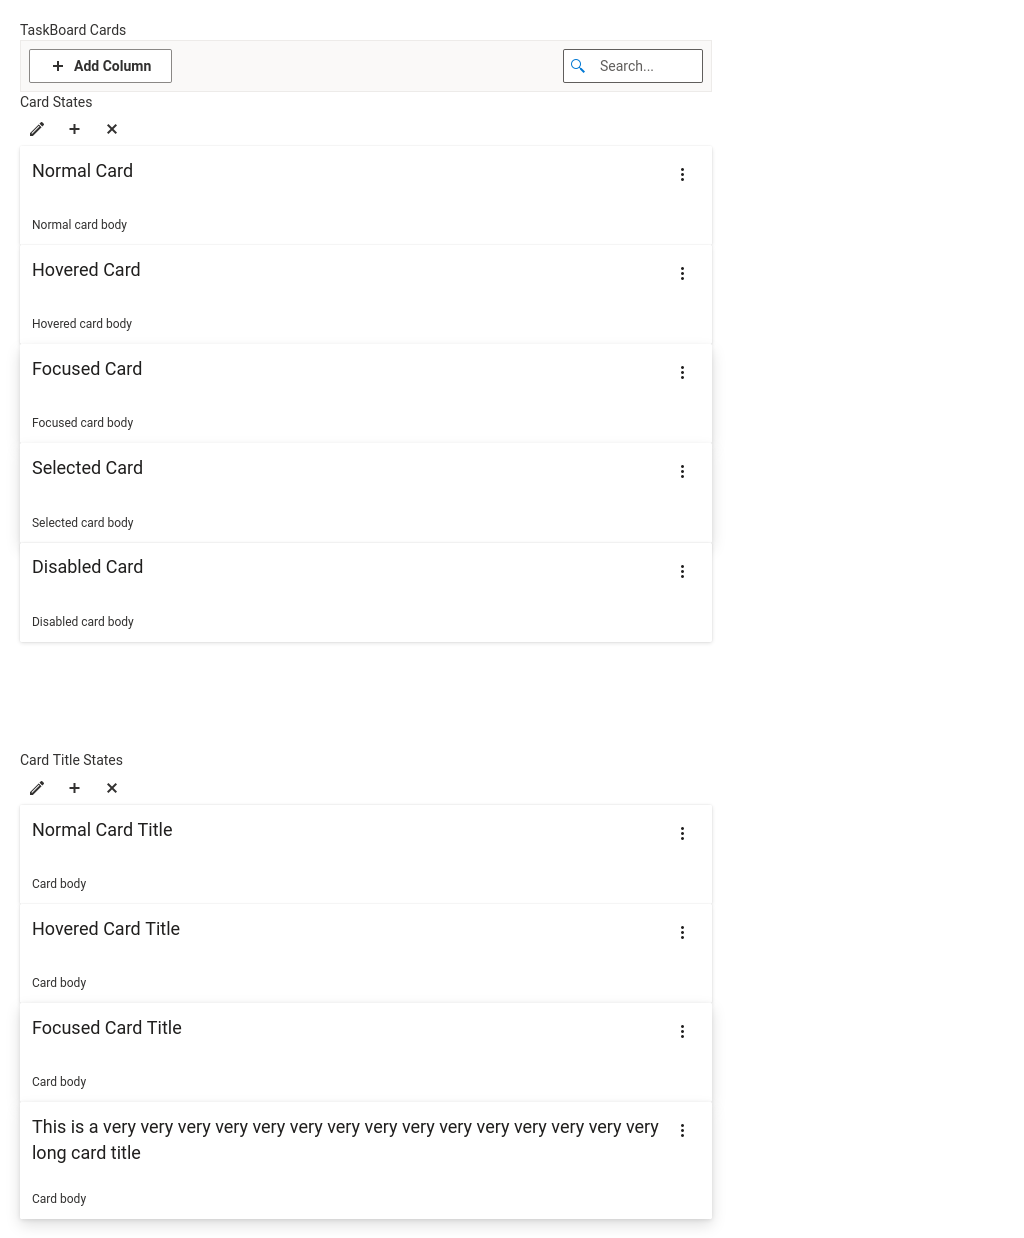 TaskBoard Cards
Add Column
Search...
Card States
Normal Card
Normal card body
Hovered Card
Hovered card body
Focused Card
Focused card body
Selected Card
Selected card body
Disabled Card
Disabled card body
Card Title States
Normal Card Title
Card body
Hovered Card Title
Card body
Focused Card Title
Card body
This is a very very very very very very very very very very very very very very very
long card title
Card body